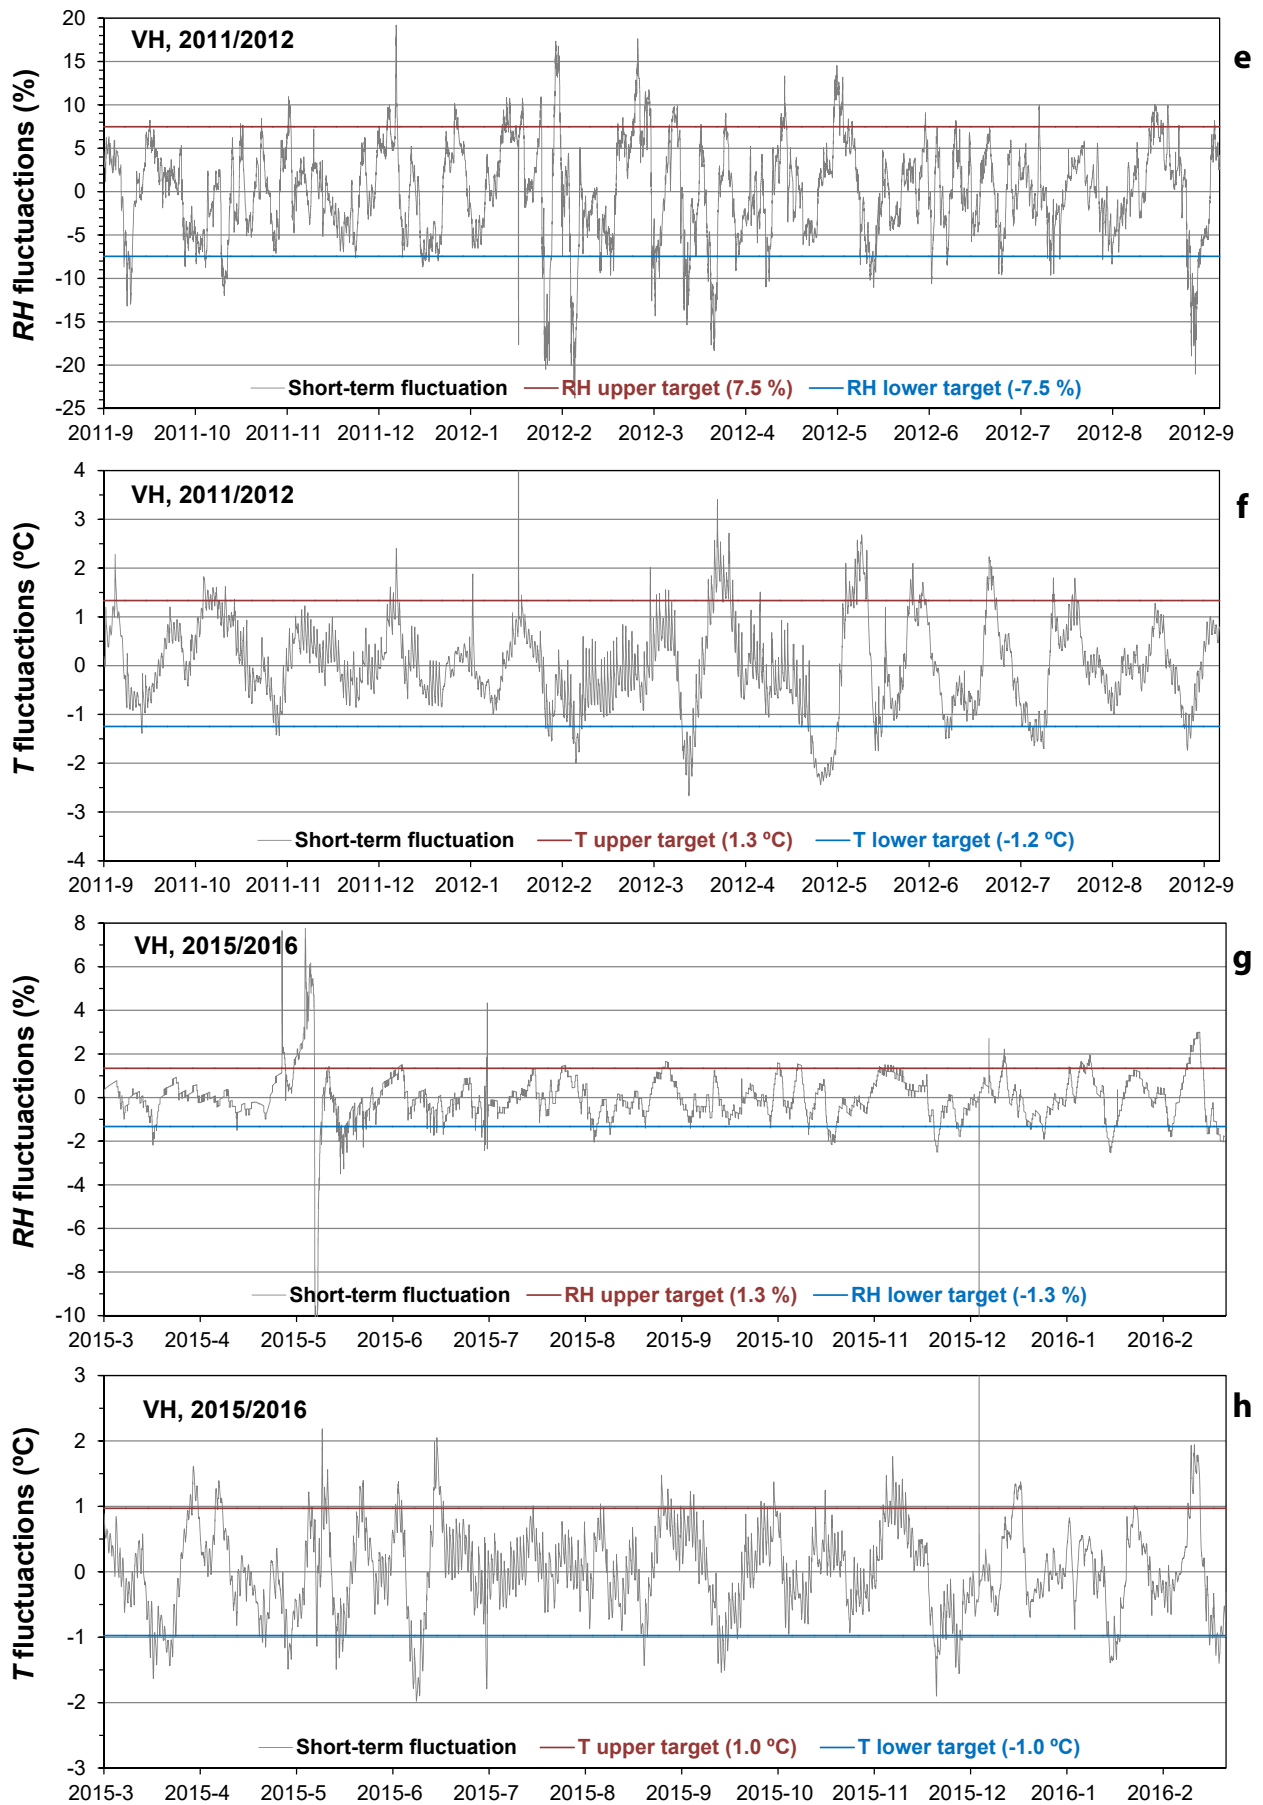 VH, 2011/2012
e
RH fluctuactions (%)
20
15
10
5
0
-5
-10
-15
-20
-25
Short-term fluctuation RH upper target (7.5 %) RH lower target (-7.5 %)
2011-9 2011-10 2011-11 2011-12 2012-1 2012-2 2012-3 2012-4 2012-5 2012-6 2012-7 2012-8 2012-9
VH, 2011/2012
f
T fluctuactions (ºC)
4
3
2
1
0
-1
-2
-3
-4
Short-term fluctuation T upper target (1.3 ºC) T lower target (-1.2 ºC)
2011-9 2011-10 2011-11 2011-12 2012-1 2012-2 2012-3 2012-4 2012-5 2012-6 2012-7 2012-8 2012-9
VH, 2015/2016
g
RH fluctuactions (%)
8
6
4
2
0
-2
-4
-6
-8
-10
Short-term fluctuation RH upper target (1.3 %) RH lower target (-1.3 %)
2015-3 2015-4 2015-5 2015-6 2015-7 2015-8 2015-9 2015-10 2015-11 2015-12 2016-1 2016-2
VH, 2015/2016
h
T fluctuactions (ºC)
3
2
1
0
-1
-2
-3
Short-term fluctuation T upper target (1.0 ºC) T lower target (-1.0 ºC)
2015-3 2015-4 2015-5 2015-6 2015-7 2015-8 2015-9 2015-10 2015-11 2015-12 2016-1 2016-2